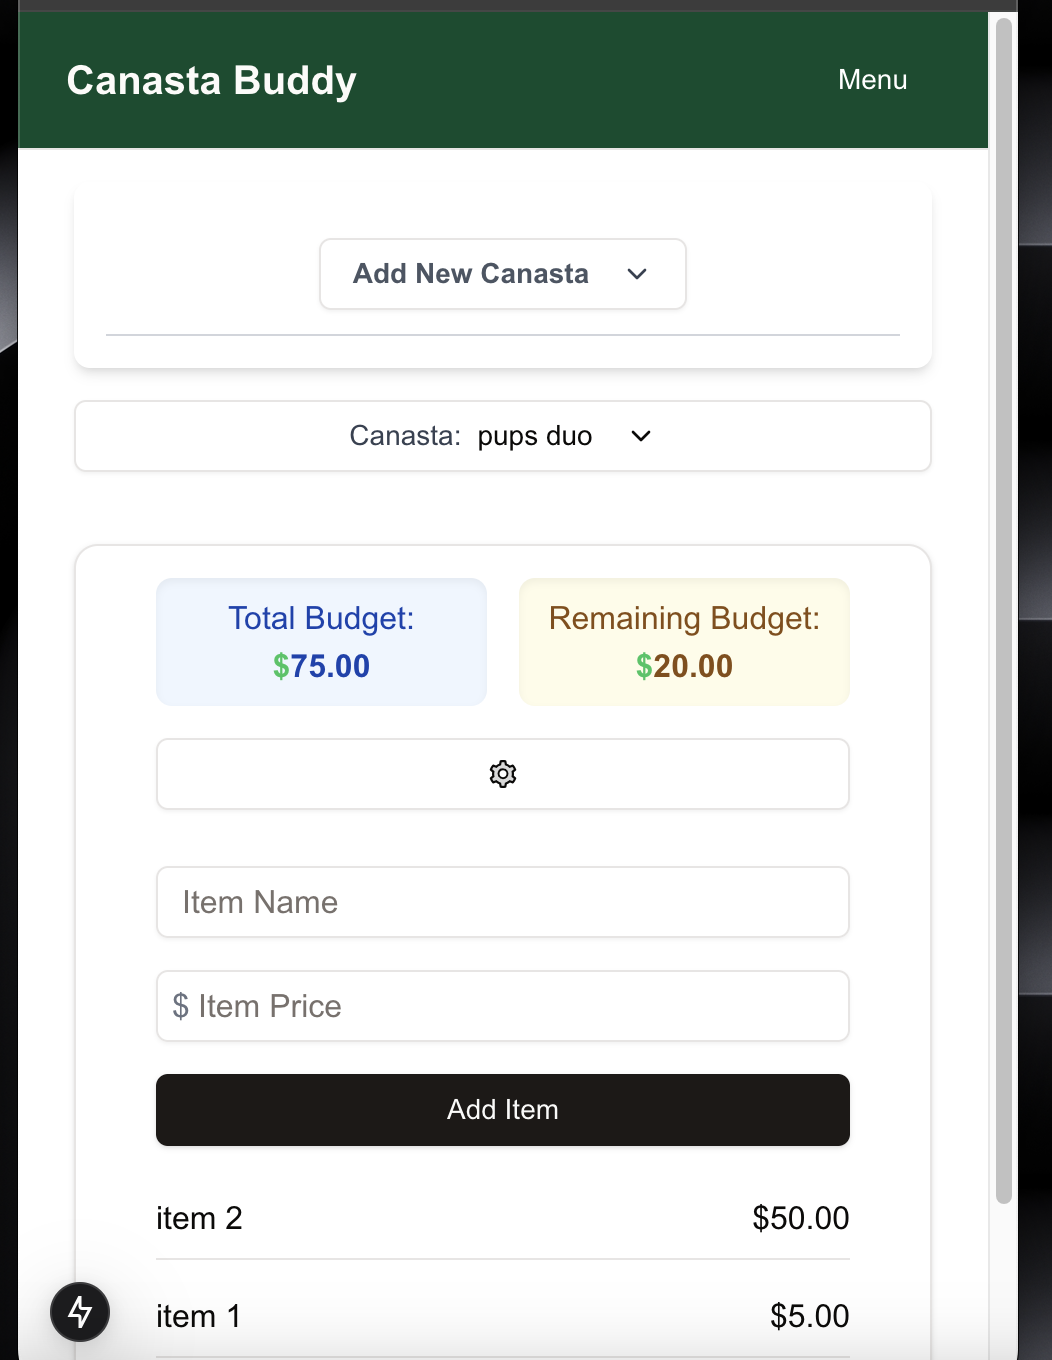 Canasta Buddy
Menu
Add New Canasta
Canasta: pups duo
Total Budget:
$75.00
Remaining Budget:
$20.00
Item Name
$ Item Price
Add Item
item 2 $50.00
item 1 $5.00